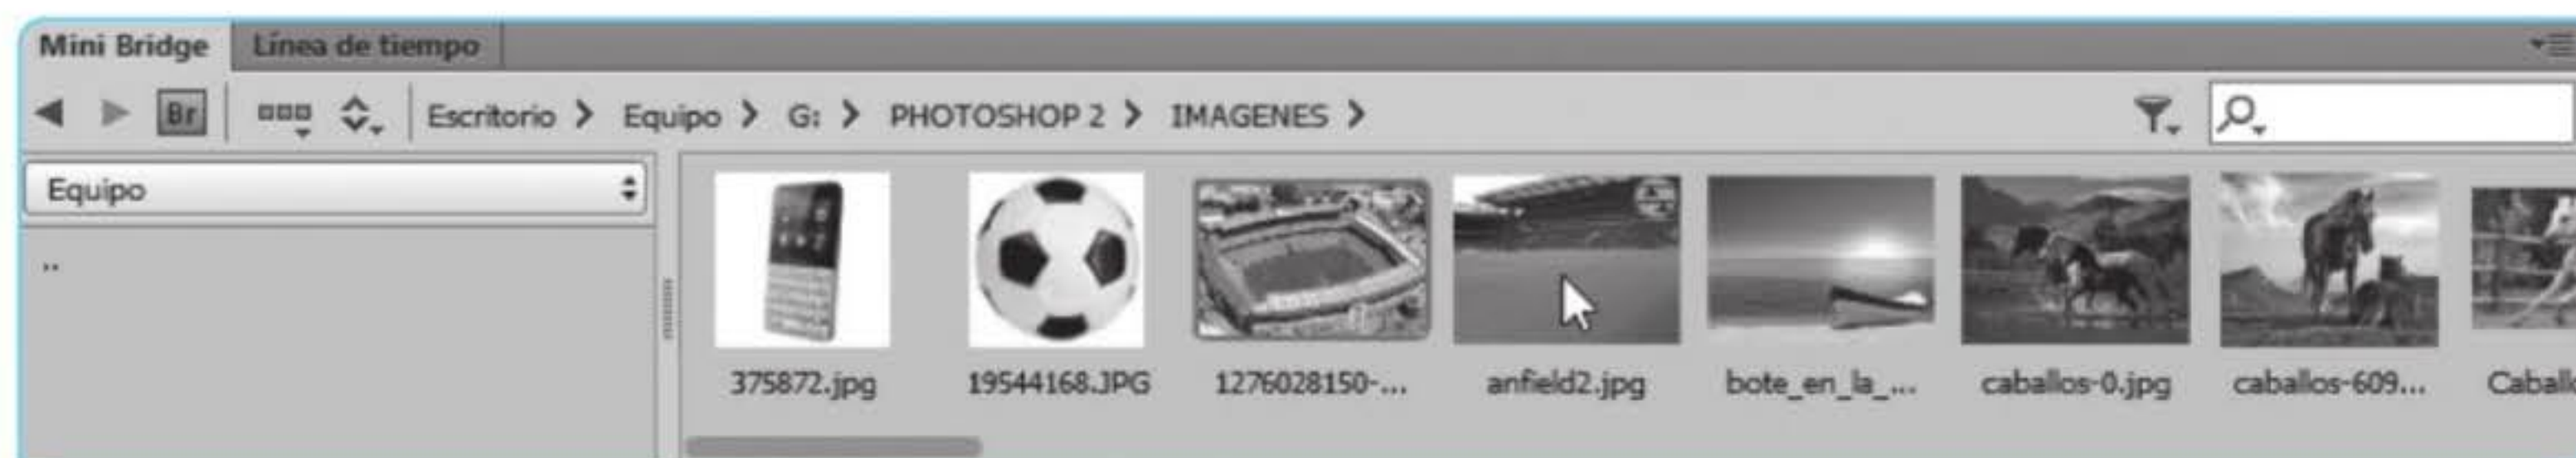 Mini Bridge Línea de tiempo
Br Escritorio Equipo G: PHOTOSHOP 2 IMAGENES
Equipo
..
375872.jpg 19544168.JPG 1276028150-... anfield2.jpg bote_en_la_... caballos-0.jpg caballos-609...